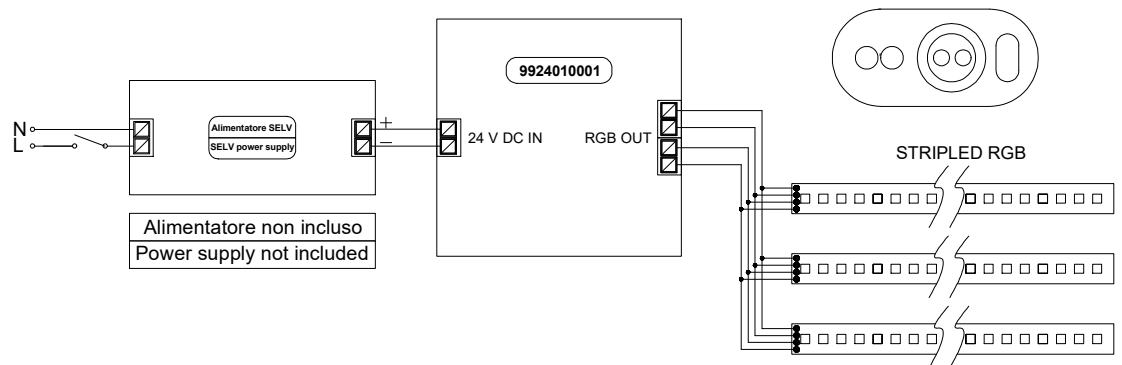 N
L
Alimentatore SELV
SELV power supply
+
−
Alimentatore non incluso
Power supply not included
9924010001
24 V DC IN
RGB OUT
STRIPLED RGB